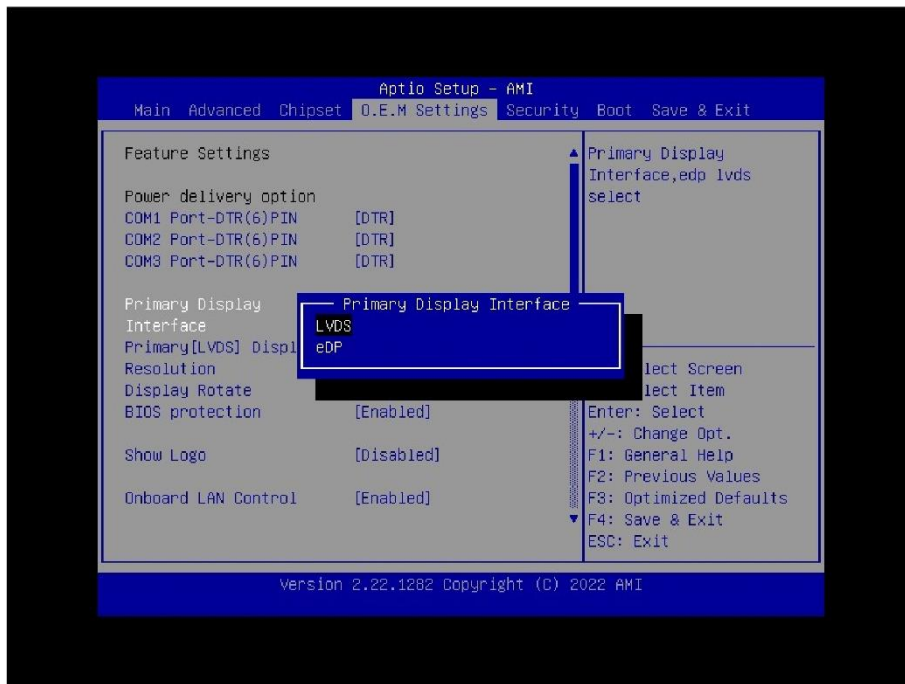 Aptio Setup – AMI
Main Advanced Chipset O.E.M Settings Security Boot Save & Exit
Feature Settings
Power delivery option
COM1 Port-DTR(6)PIN [DTR]
COM2 Port-DTR(6)PIN [DTR]
COM3 Port-DTR(6)PIN [DTR]
Primary Display
Interface
Primary[LVDS] Displ
Resolution
Display Rotate
BIOS protection [Enabled]
Show Logo [Disabled]
Onboard LAN Control [Enabled]
Primary Display Interface
LVDS
eDP
Primary Display
Interface,edp lvds
select
lect Screen
lect Item
Enter: Select
+/-: Change Opt.
F1: General Help
F2: Previous Values
F3: Optimized Defaults
F4: Save & Exit
ESC: Exit
Version 2.22.1282 Copyright (C) 2022 AMI